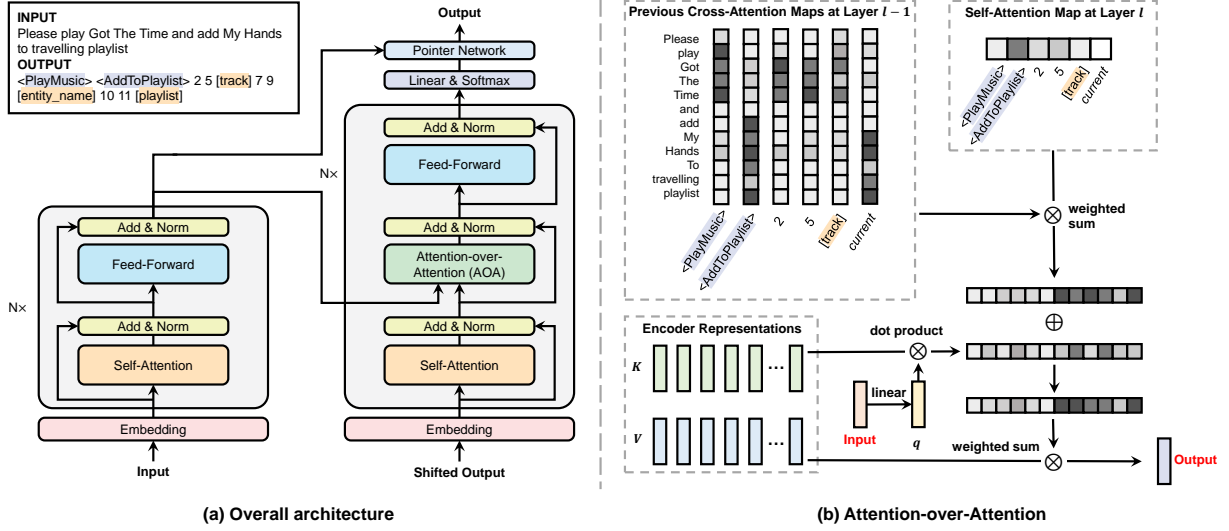 INPUT
Please play Got The Time and add My Hands
to travelling playlist
OUTPUT
<PlayMusic> <AddToPlaylist> 2 5 [track] 7 9
[entity_name] 10 11 [playlist]
Output
Pointer Network
Linear & Softmax
Add & Norm
Feed-Forward
N×
Add & Norm
Attention-over-
Attention (AOA)
Add & Norm
Self-Attention
Embedding
Shifted Output
Add & Norm
Feed-Forward
N×
Add & Norm
Self-Attention
Embedding
Input
(a) Overall architecture
Previous Cross-Attention Maps at Layer l − 1
Please
play
Got
The
Time
and
add
My
Hands
To
travelling
playlist
<PlayMusic>
<AddToPlaylist>
2
5
[track]
current
Self-Attention Map at Layer l
<PlayMusic>
<AddToPlaylist>
2
5
[track]
current
weighted
sum
Encoder Representations
K
V
dot product
linear
Input
q
weighted sum
Output
(b) Attention-over-Attention